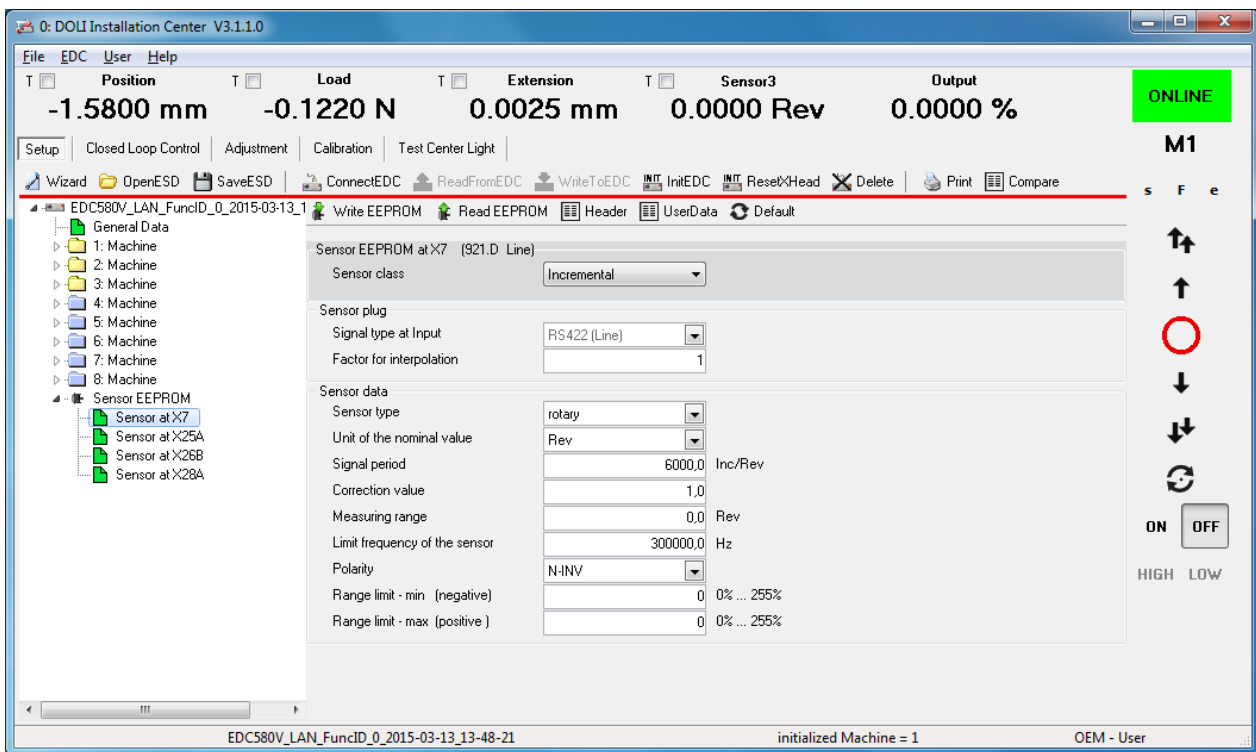 0: DOLI Installation Center V3.1.1.0
File EDC User Help
T Position T Load T Extension T Sensor3 Output
-1.5800 mm -0.1220 N 0.0025 mm 0.0000 Rev 0.0000 %
ONLINE
M1
Setup Closed Loop Control Adjustment Calibration Test Center Light
Wizard OpenESD SaveESD ConnectEDC ReadFromEDC WriteToEDC INIT InitEDC INIT ResetXHead Delete Print Compare
s F e
EDC580V_LAN_FuncID_0_2015-03-13_1
General Data
1: Machine
2: Machine
3: Machine
4: Machine
5: Machine
6: Machine
7: Machine
8: Machine
Sensor EEPROM
Sensor at X7
Sensor at X25A
Sensor at X26B
Sensor at X28A
Write EEPROM Read EEPROM Header UserData Default
Sensor EEPROM at X7 (921.D Line)
Sensor class Incremental
Sensor plug
Signal type at Input RS422 (Line)
Factor for interpolation 1
Sensor data
Sensor type rotary
Unit of the nominal value Rev
Signal period 6000,0 Inc/Rev
Correction value 1,0
Measuring range 0,0 Rev
Limit frequency of the sensor 300000,0 Hz
Polarity N-INV
Range limit - min (negative) 0 0% ... 255%
Range limit - max (positive ) 0 0% ... 255%
ON OFF
HIGH LOW
EDC580V_LAN_FuncID_0_2015-03-13_13-48-21 initialized Machine = 1 OEM - User